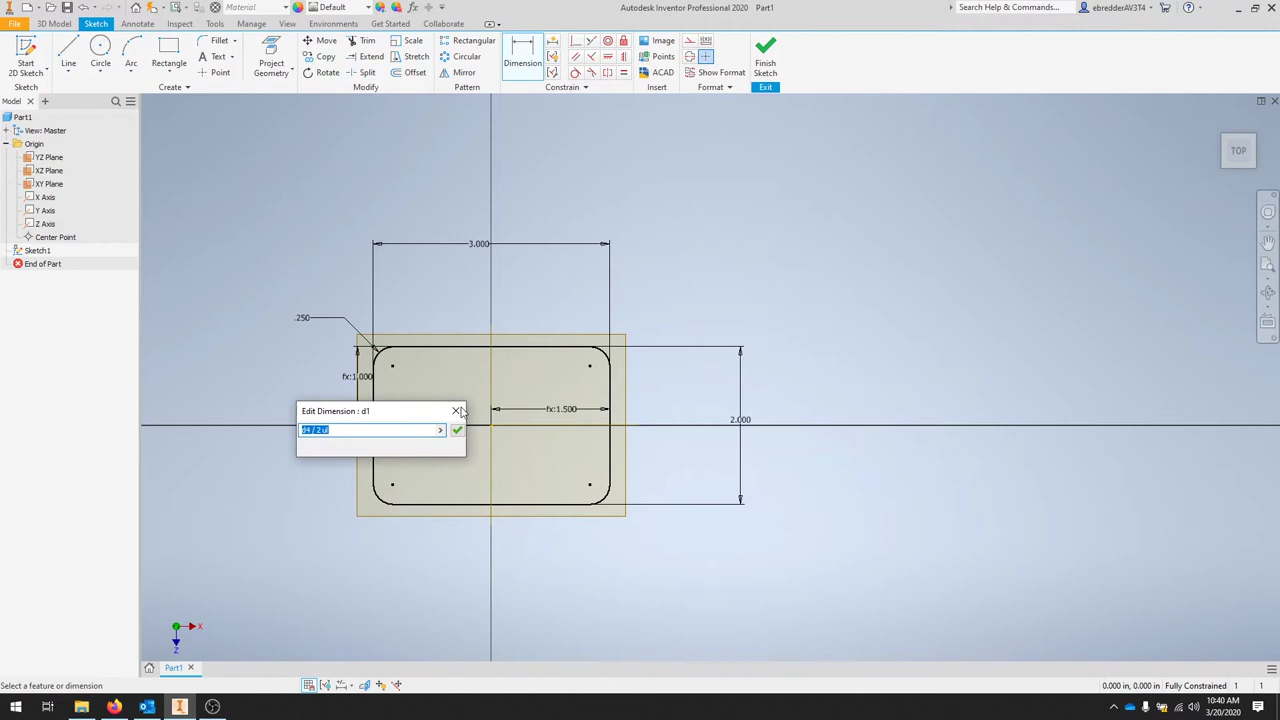 Material
Default
Autodesk Inventor Professional 2020 Part1
Search Help & Commands...
ebredderAV3T4
File
3D Model
Sketch
Annotate
Inspect
Tools
Manage
View
Environments
Get Started
Collaborate
Start
2D Sketch
Line
Circle
Arc
Rectangle
Fillet
Text
Point
Project
Geometry
Move
Copy
Rotate
Trim
Extend
Split
Scale
Stretch
Offset
Rectangular
Circular
Mirror
Dimension
Image
Points
ACAD
Show Format
Finish
Sketch
Sketch
Create
Modify
Pattern
Constrain
Insert
Format
Exit
Model
Part1
View: Master
Origin
YZ Plane
XZ Plane
XY Plane
X Axis
Y Axis
Z Axis
Center Point
Sketch1
End of Part
TOP
3.000
.250
fx:1.000
fx:1.500
2.000
Edit Dimension : d1
d4 / 2 ul
X
Z
Part1
Select a feature or dimension
0.000 in, 0.000 in
Fully Constrained
1
1
10:40 AM
3/20/2020